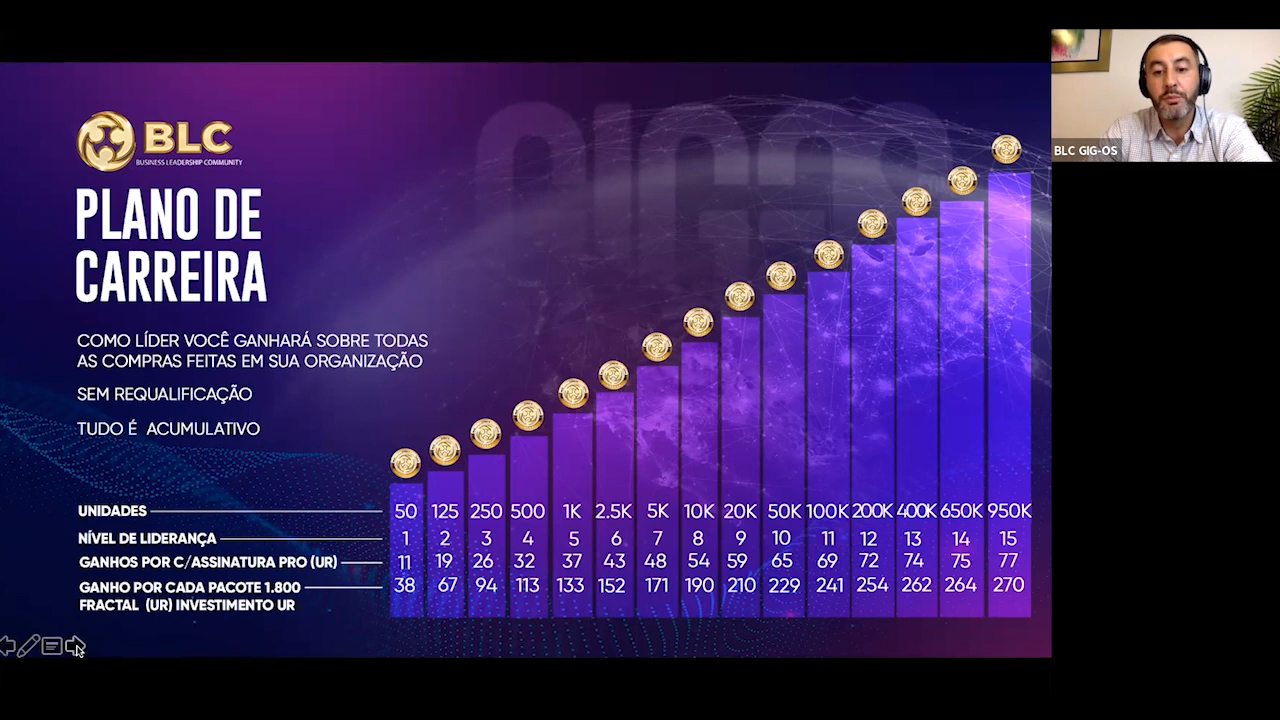 BLC
BUSINESS LEADERSHIP COMMUNITY
PLANO DE
CARREIRA
COMO LÍDER VOCÊ GANHARÁ SOBRE TODAS
AS COMPRAS FEITAS EM SUA ORGANIZAÇÃO
SEM REQUALIFICAÇÃO
TUDO É ACUMULATIVO
UNIDADES 50 125 250 500 1K 2.5K 5K 10K 20K 50K 100K 200K 400K 650K 950K
NÍVEL DE LIDERANÇA 1 2 3 4 5 6 7 8 9 10 11 12 13 14 15
GANHOS POR C/ASSINATURA PRO (UR) 11 19 26 32 37 43 48 54 59 65 69 72 74 75 77
GANHO POR CADA PACOTE 1.800 38 67 94 113 133 152 171 190 210 229 241 254 262 264 270
FRACTAL (UR) INVESTIMENTO UR
BLC GIG-OS